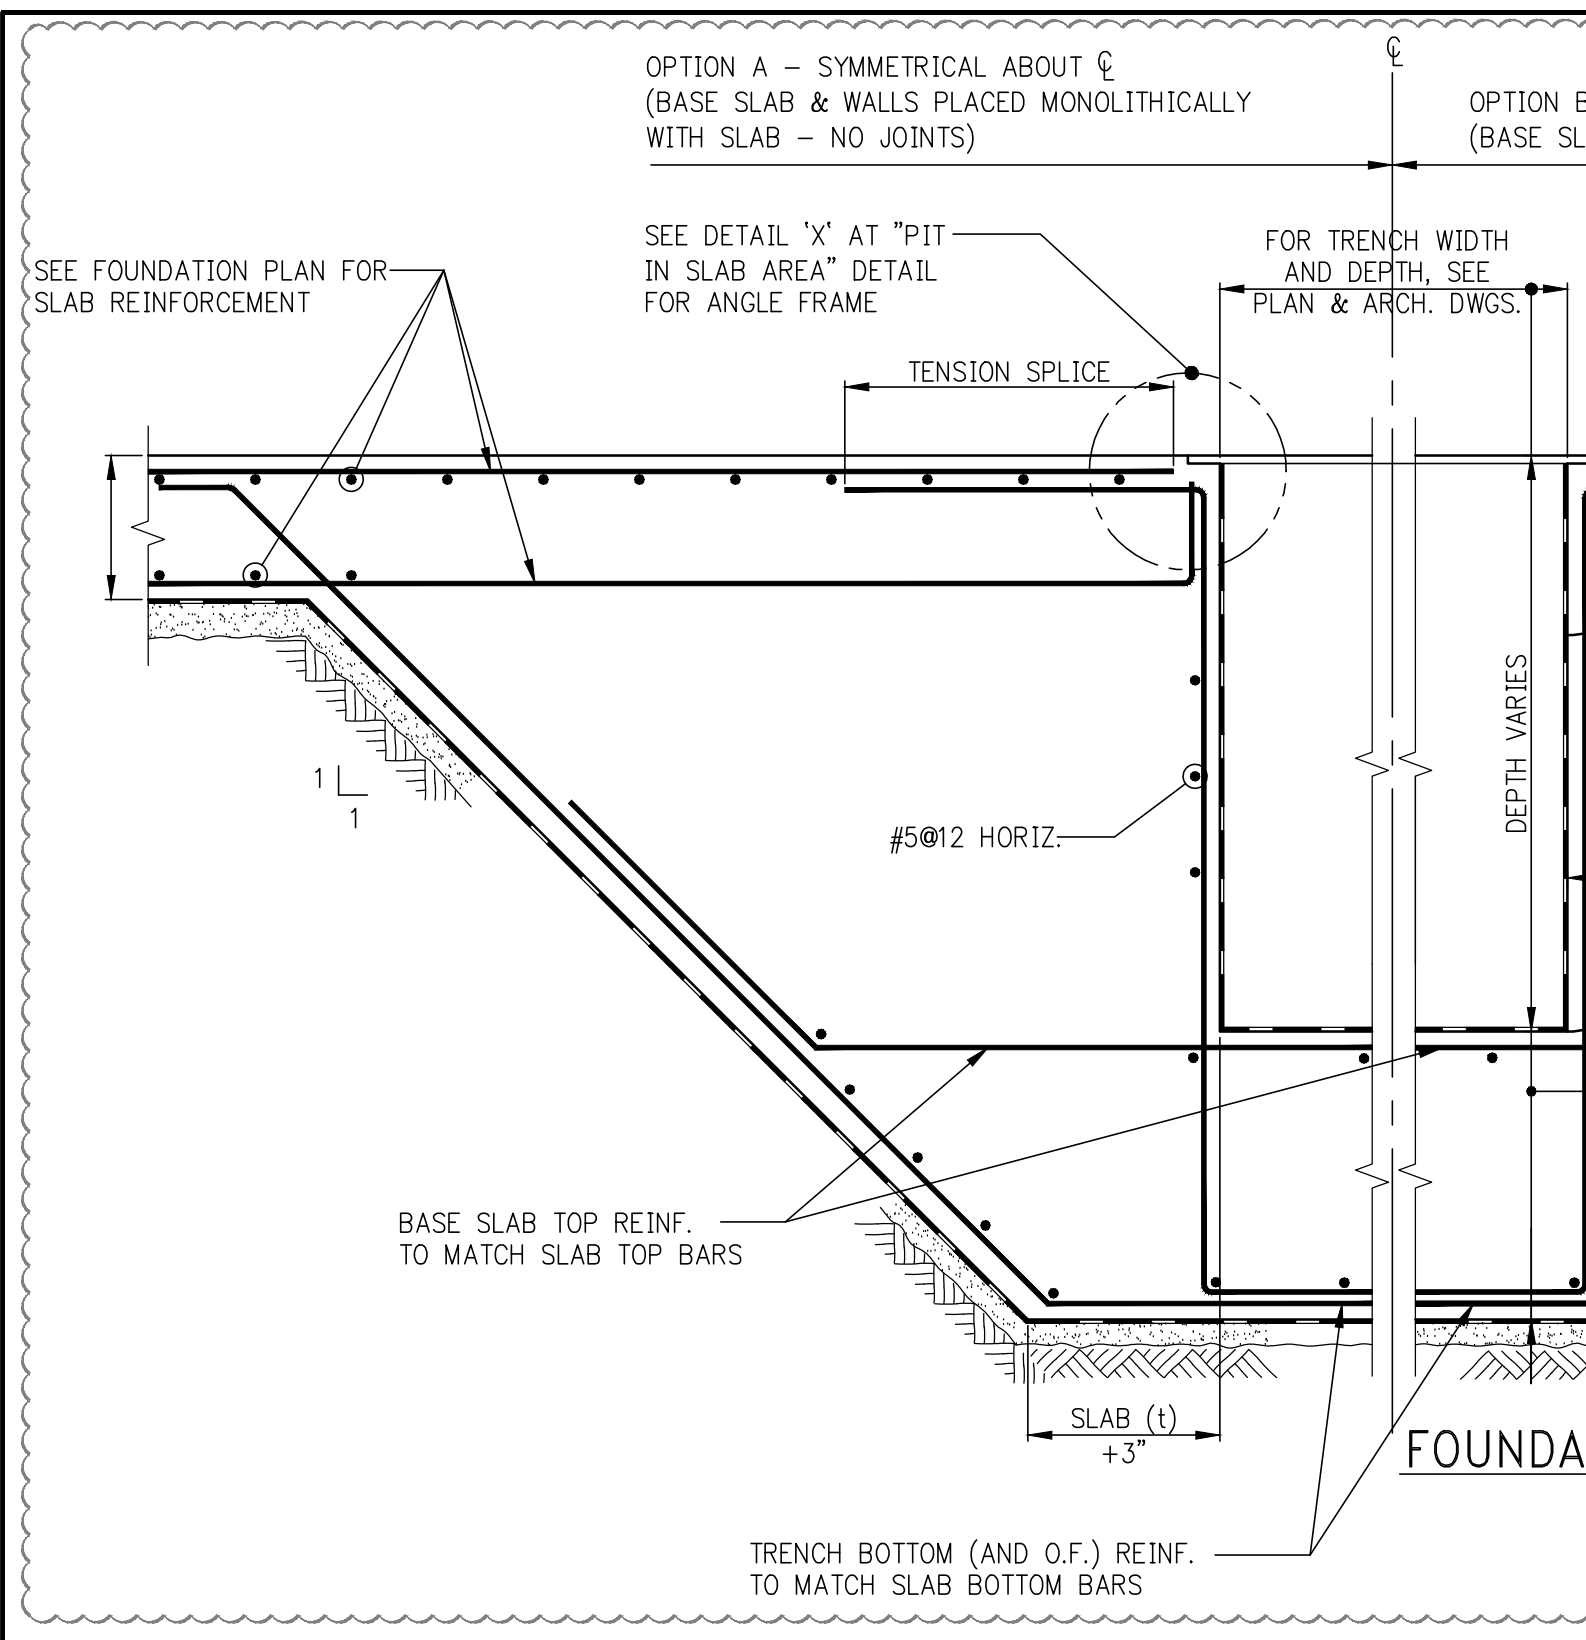 OPTION A – SYMMETRICAL ABOUT ℄
(BASE SLAB & WALLS PLACED MONOLITHICALLY
WITH SLAB – NO JOINTS)
℄
OPTION B
(BASE SL
SEE DETAIL 'X' AT "PIT
IN SLAB AREA" DETAIL
FOR ANGLE FRAME
FOR TRENCH WIDTH
AND DEPTH, SEE
PLAN & ARCH. DWGS.
SEE FOUNDATION PLAN FOR
SLAB REINFORCEMENT
TENSION SPLICE
DEPTH VARIES
1
1
#5@12 HORIZ.
BASE SLAB TOP REINF.
TO MATCH SLAB TOP BARS
SLAB (t)
+3"
FOUNDA
TRENCH BOTTOM (AND O.F.) REINF.
TO MATCH SLAB BOTTOM BARS